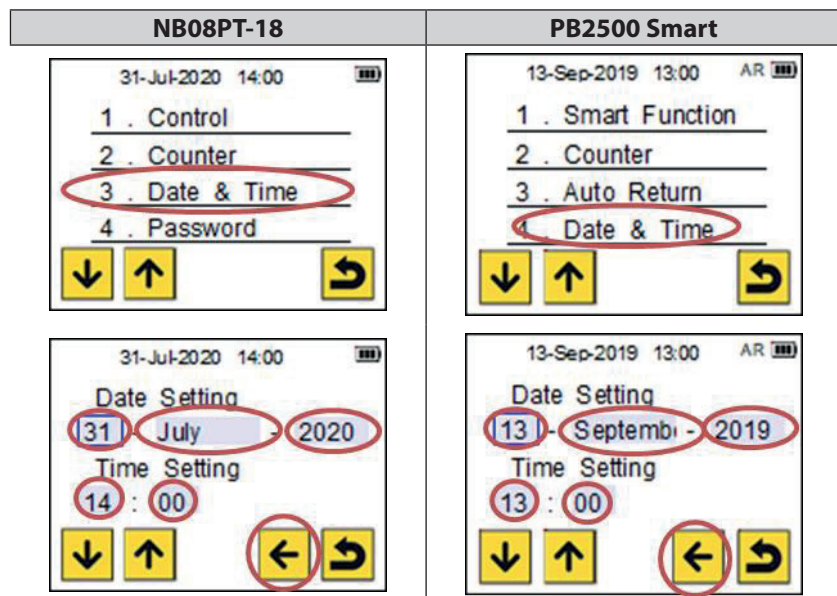 NB08PT-18
PB2500 Smart
31-Jul-2020 14:00
1 . Control
2 . Counter
3 . Date & Time
4 . Password
13-Sep-2019 13:00 AR
1 . Smart Function
2 . Counter
3 . Auto Return
4 . Date & Time
31-Jul-2020 14:00
Date Setting
31 - July - 2020
Time Setting
14 : 00
13-Sep-2019 13:00 AR
Date Setting
13 - Septemb - 2019
Time Setting
13 : 00